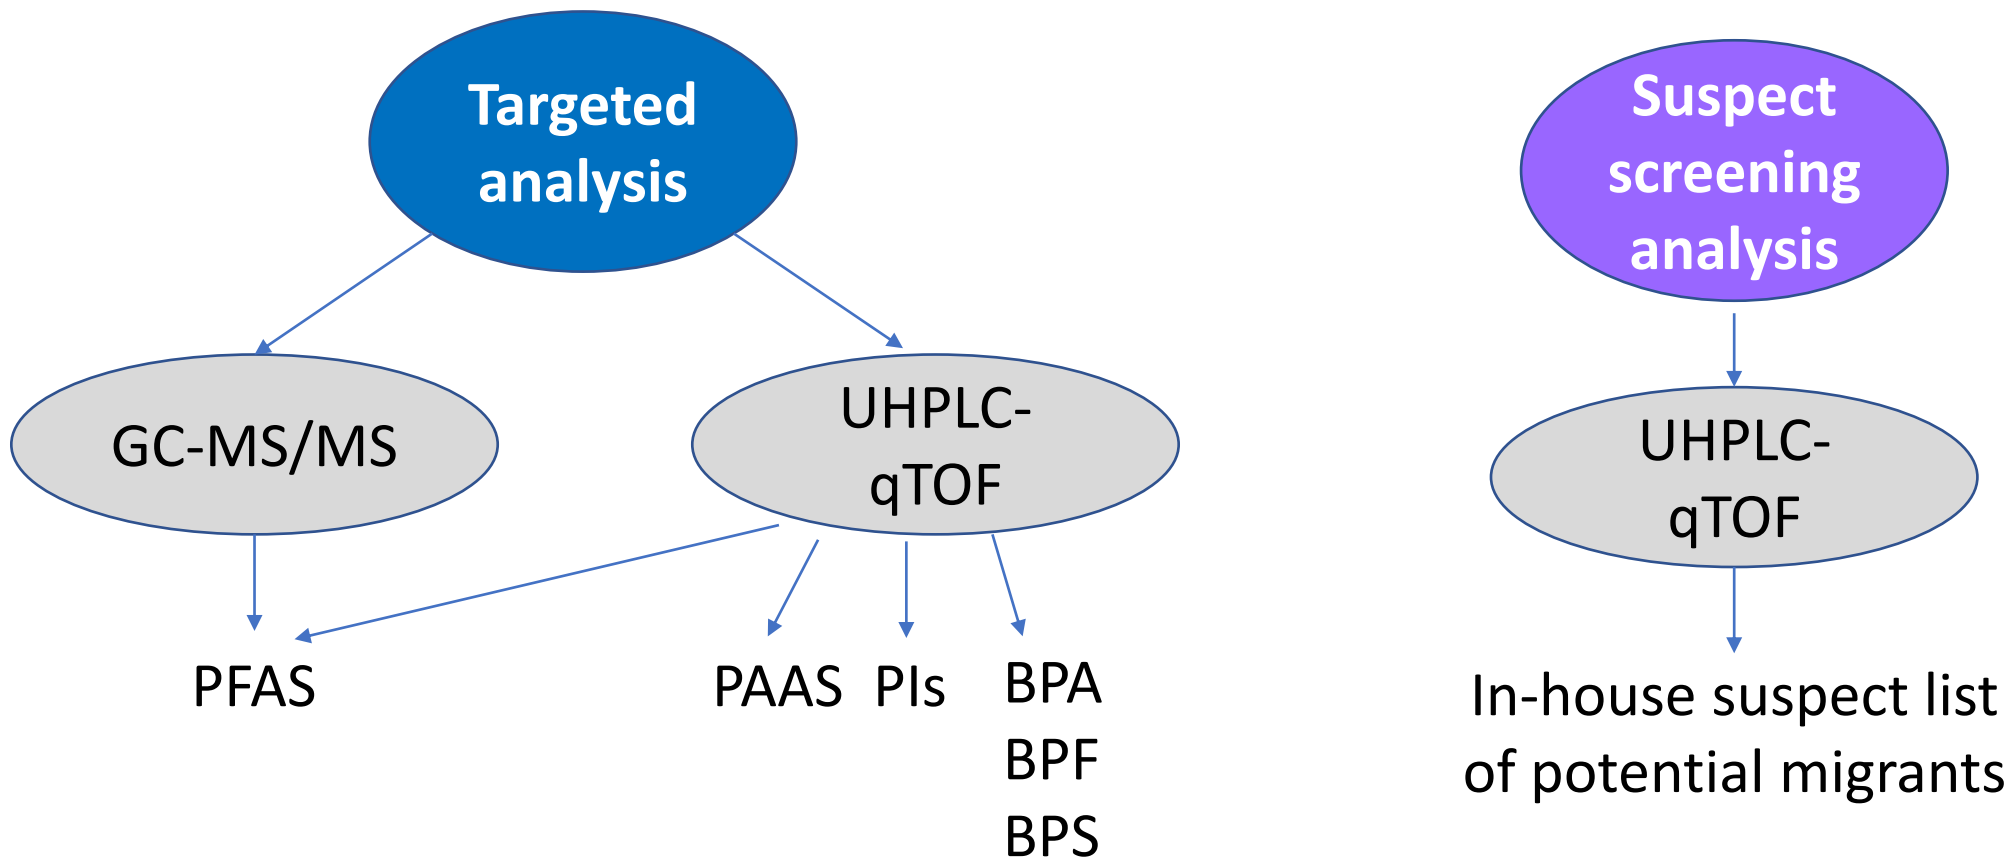 Targeted
analysis
Suspect
screening
analysis
GC-MS/MS
UHPLC-
qTOF
UHPLC-
qTOF
PFAS
PAAS
PIs
BPA
BPF
BPS
In-house suspect list
of potential migrants